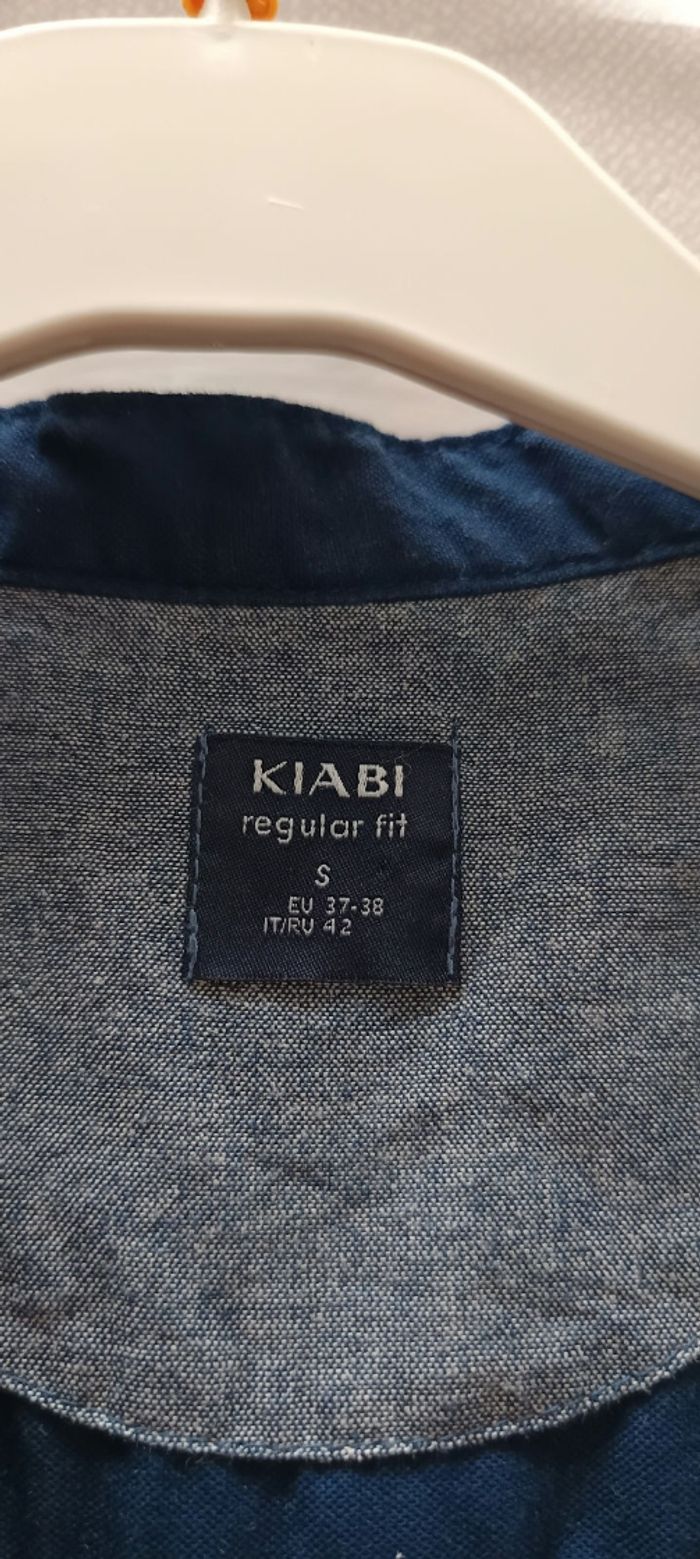 KIABI
regular fit
S
EU 37-38
IT/RU 42